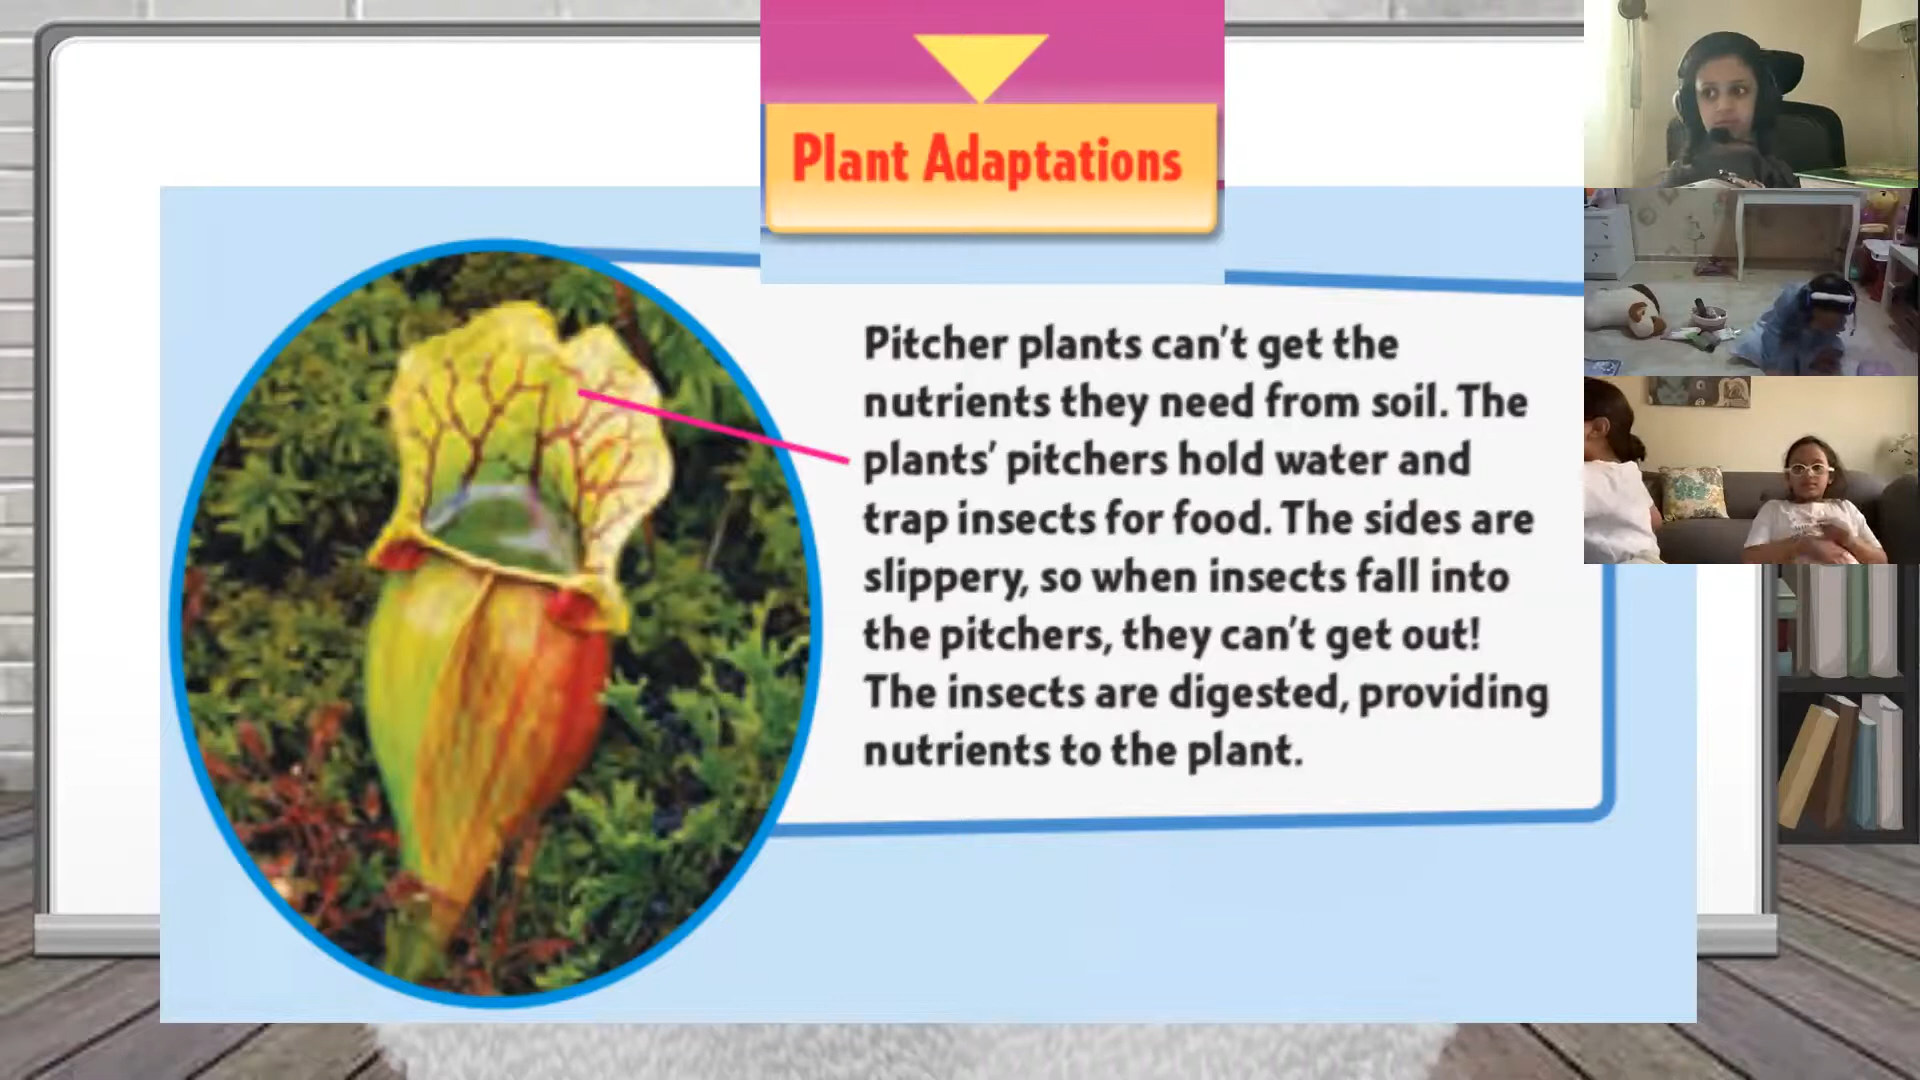 Plant Adaptations
Pitcher plants can't get the
nutrients they need from soil. The
plants' pitchers hold water and
trap insects for food. The sides are
slippery, so when insects fall into
the pitchers, they can't get out!
The insects are digested, providing
nutrients to the plant.